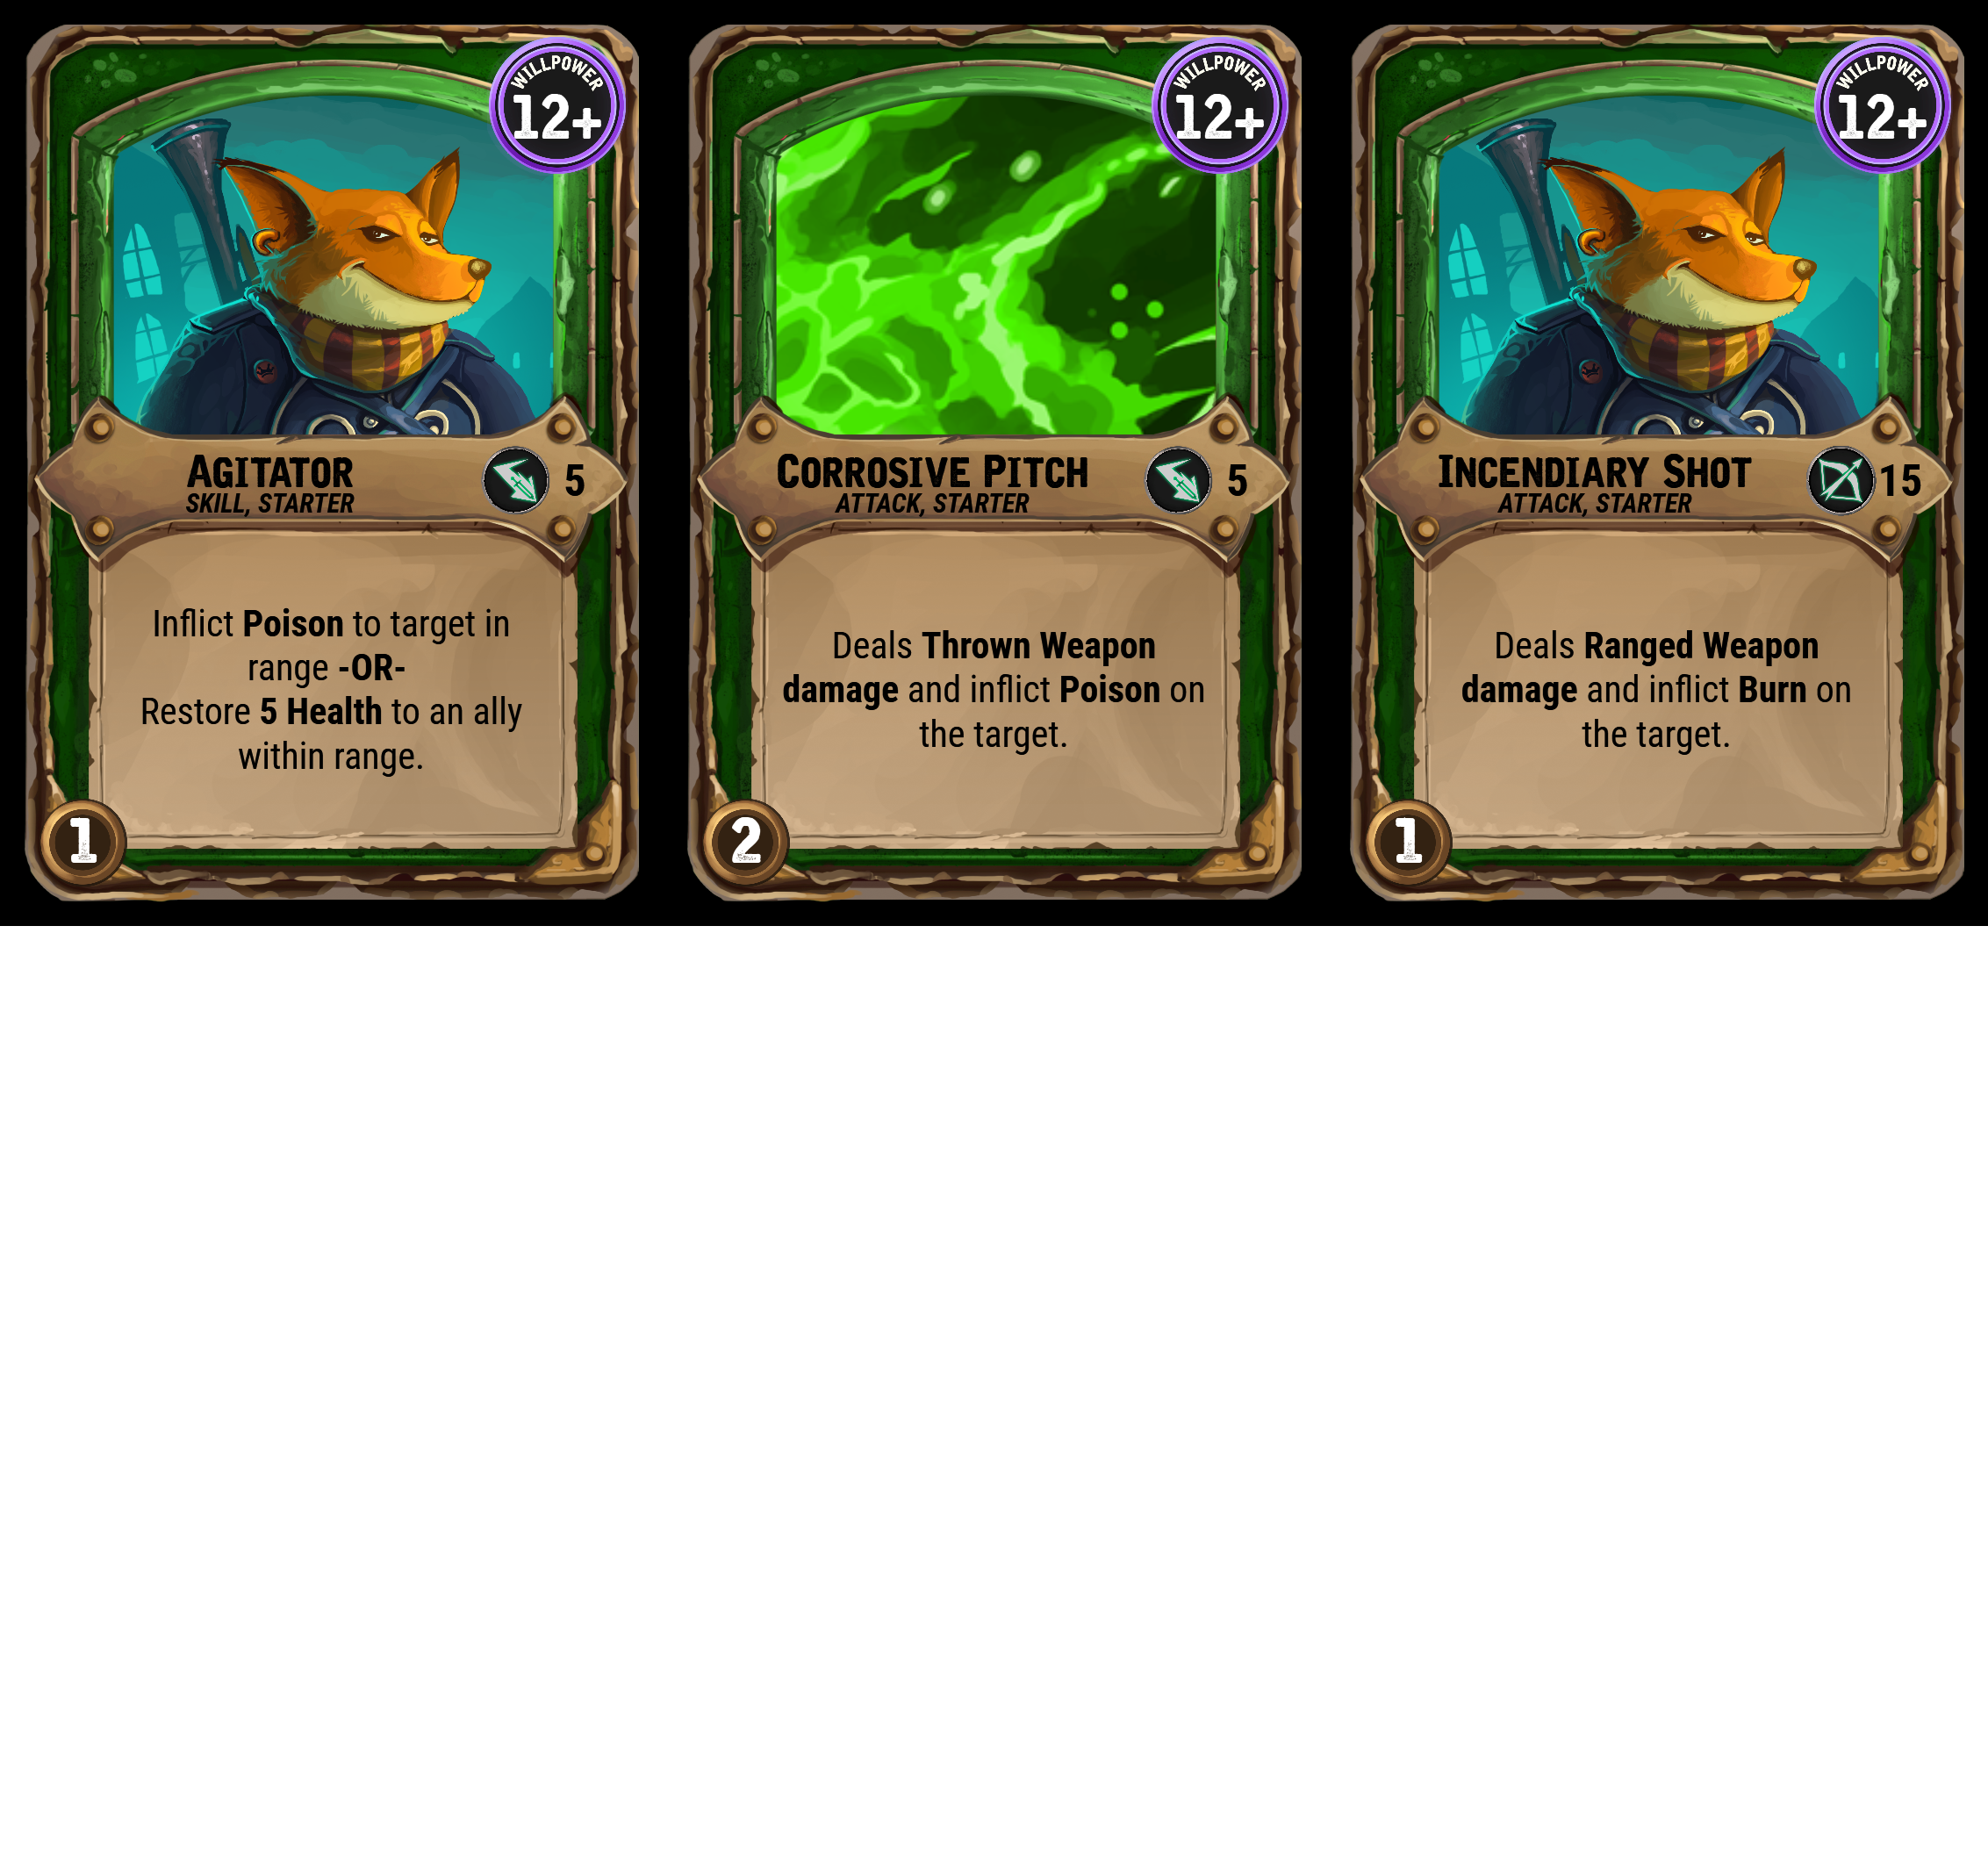 WILLPOWER
12+
AGITATOR
5
SKILL, STARTER
Inflict Poison to target in
range -OR-
Restore 5 Health to an ally
within range.
1
WILLPOWER
12+
CORROSIVE PITCH
5
ATTACK, STARTER
Deals Thrown Weapon
damage and inflict Poison on
the target.
2
WILLPOWER
12+
INCENDIARY SHOT
15
ATTACK, STARTER
Deals Ranged Weapon
damage and inflict Burn on
the target.
1